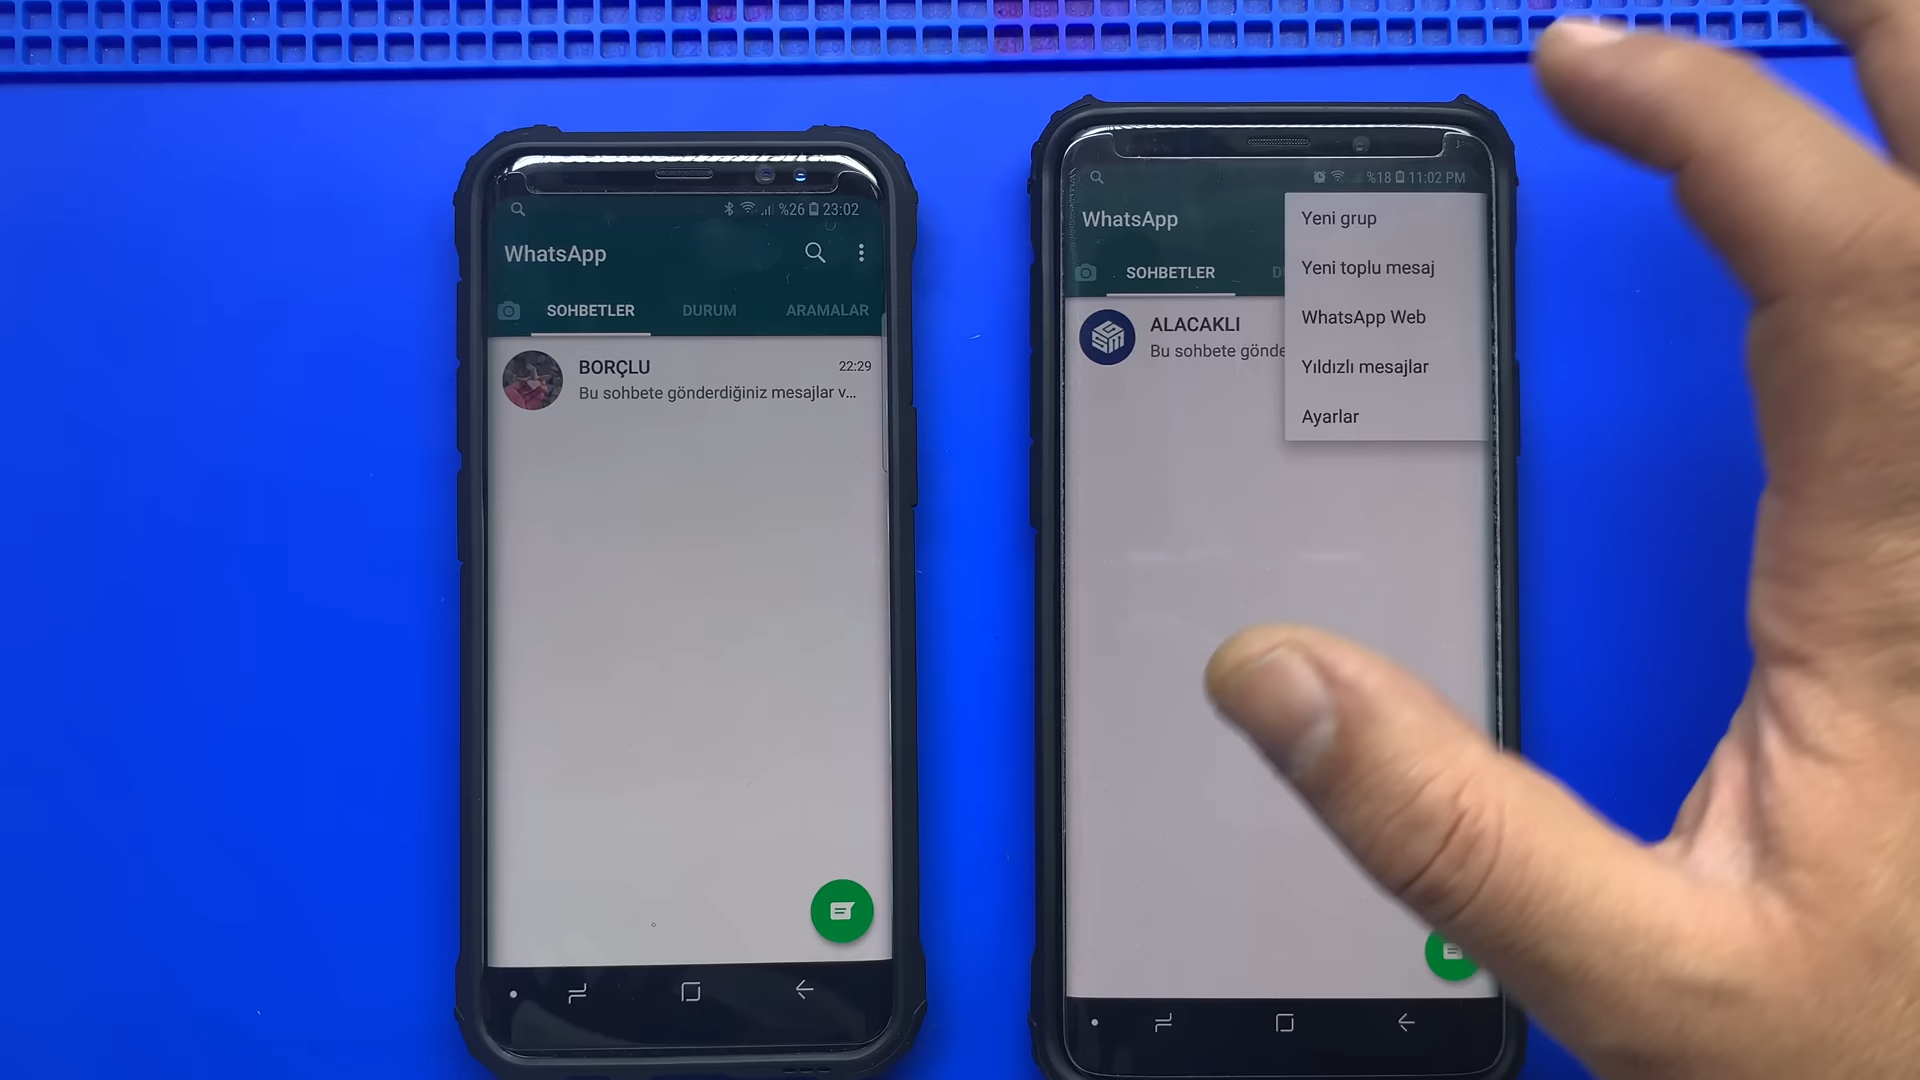 %26 23:02
WhatsApp
SOHBETLER DURUM ARAMALAR
BORÇLU 22:29
Bu sohbete gönderdiğiniz mesajlar v...
%18 11:02 PM
WhatsApp
SOHBETLER
Yeni grup
Yeni toplu mesaj
WhatsApp Web
Yıldızlı mesajlar
Ayarlar
GSM
ALACAKLI
Bu sohbete gönde